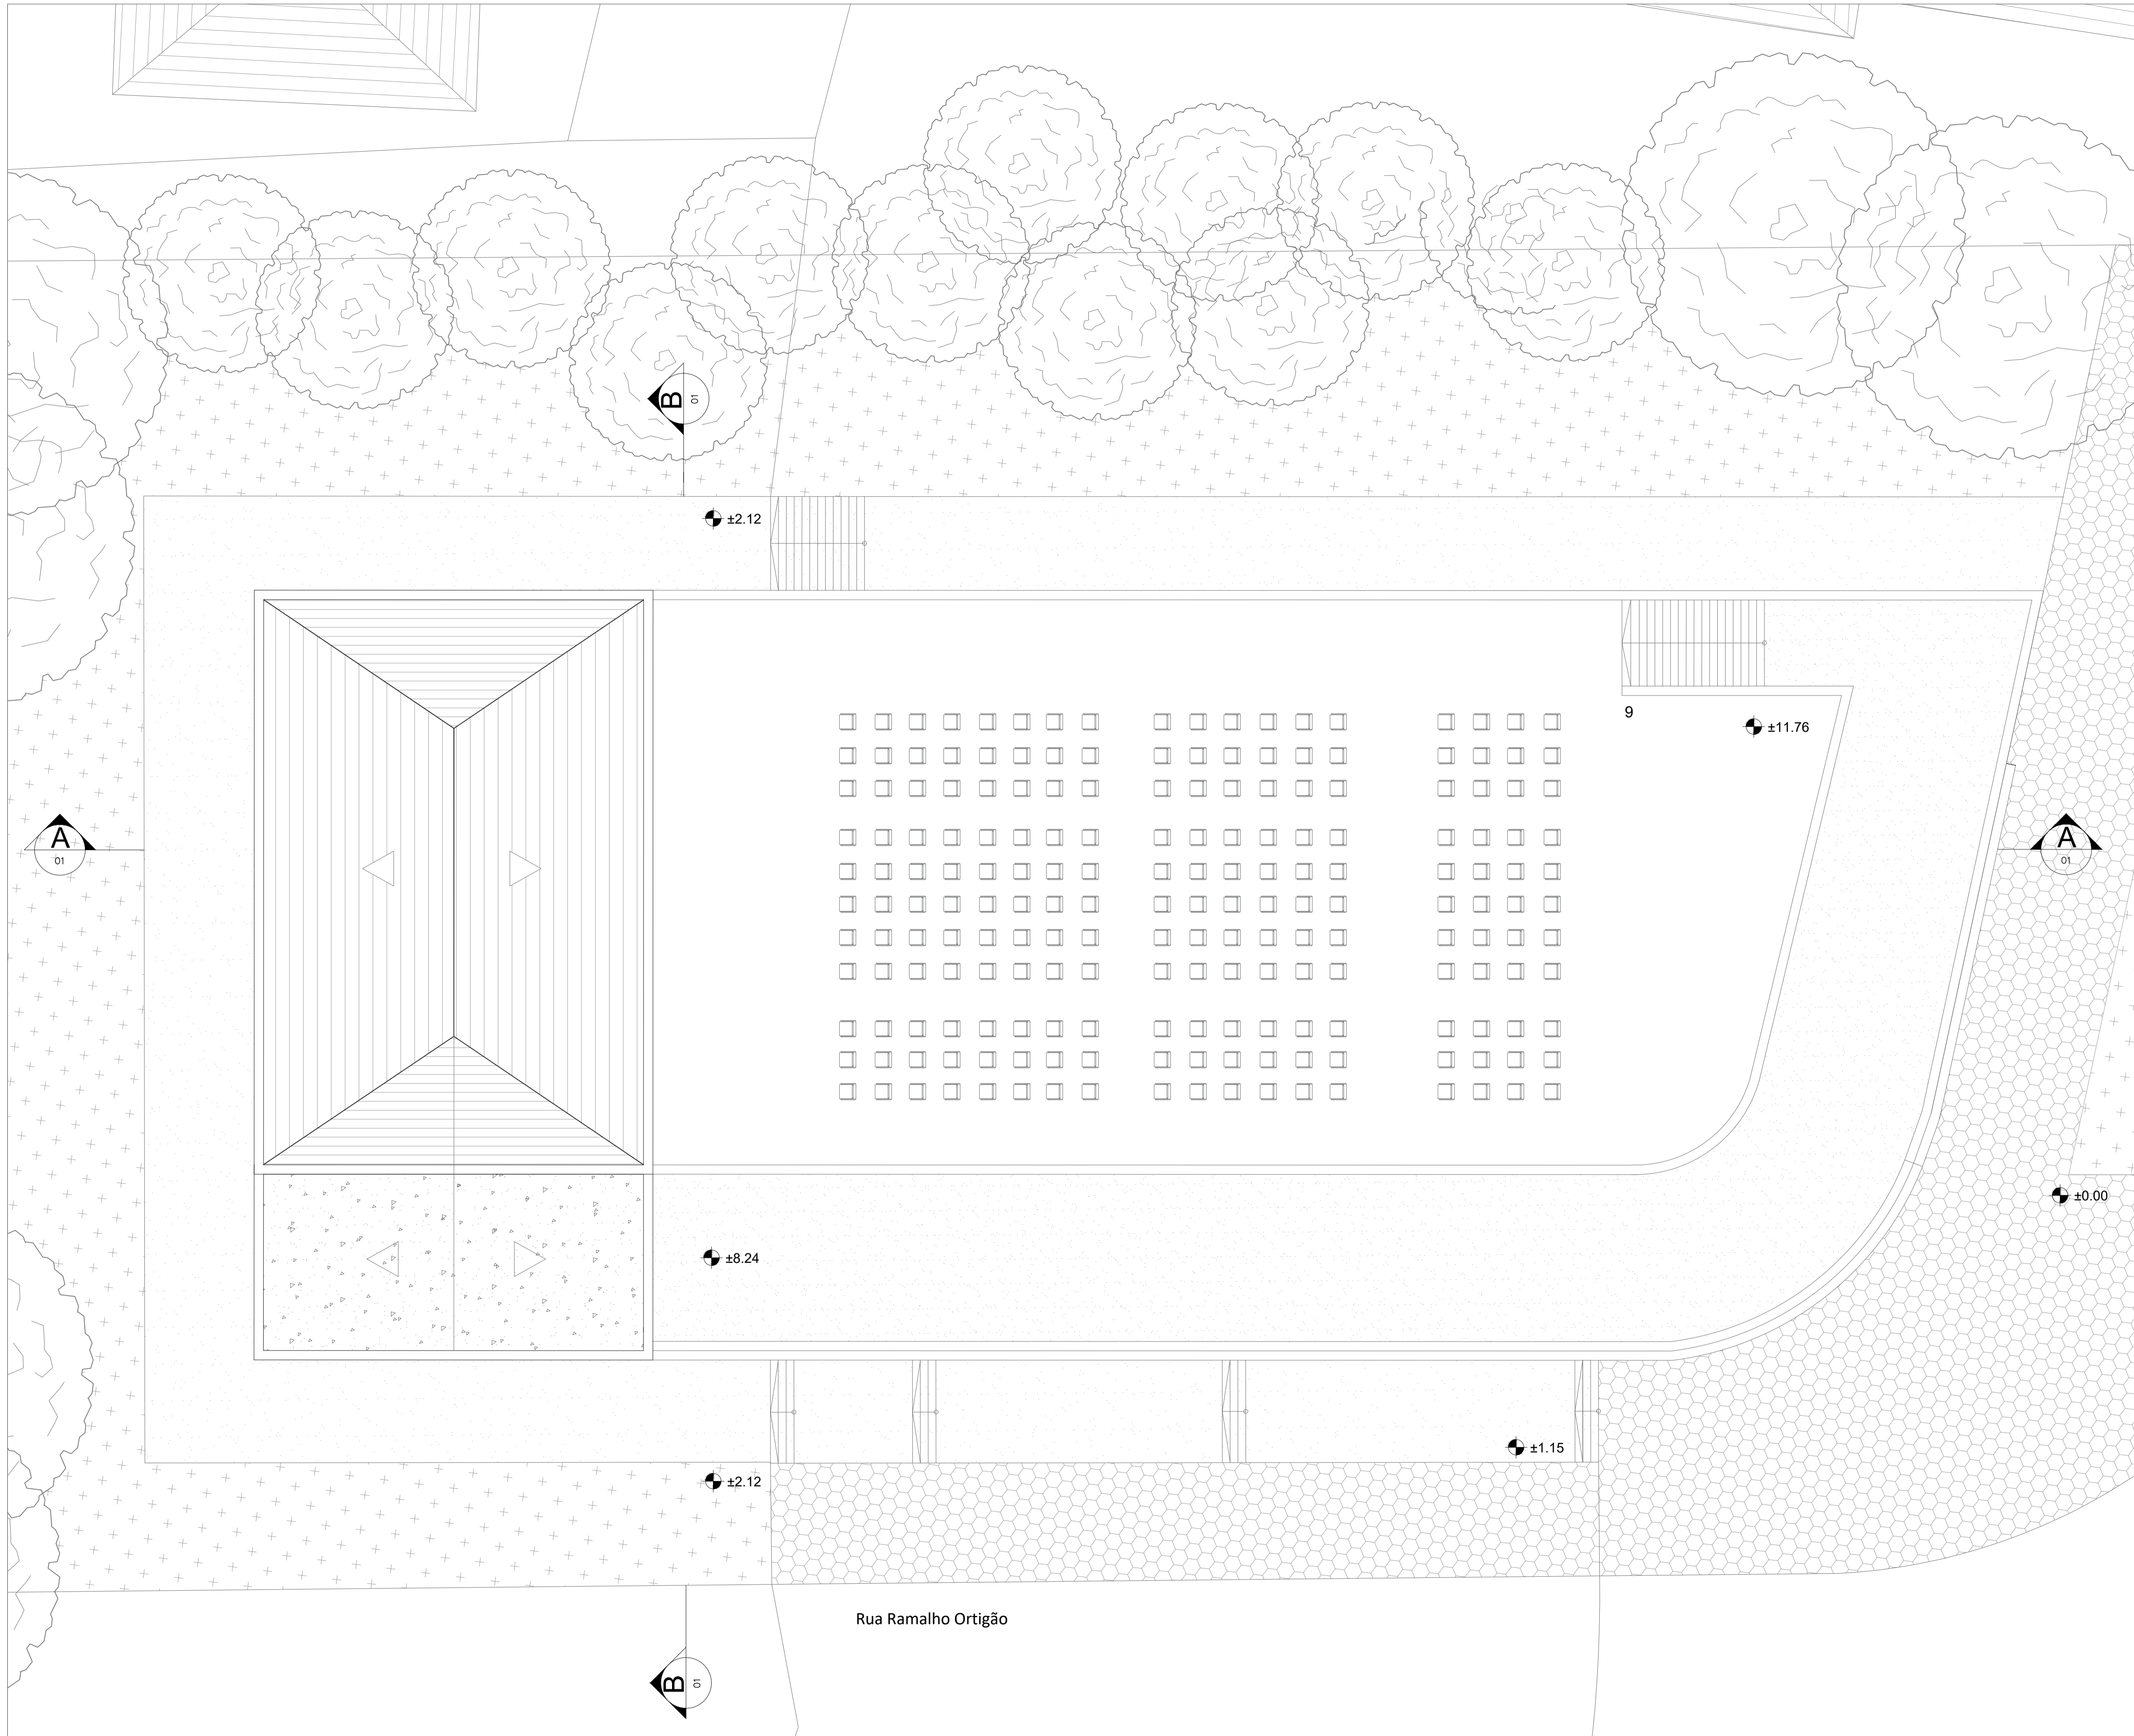 B
01
±2.12
9
±11.76
A
01
A
01
±0.00
±8.24
±1.15
±2.12
Rua Ramalho Ortigão
B
01